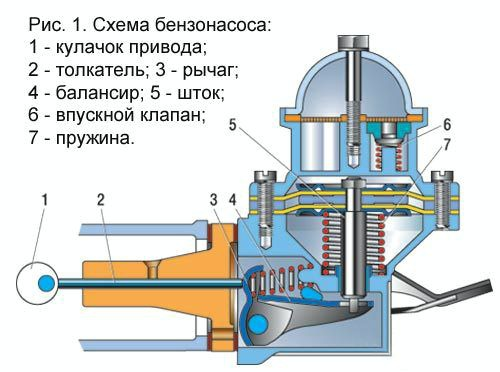 Рис. 1. Схема бензонасоса:
1 - кулачок привода;
2 - толкатель; 3 - рычаг;
4 - балансир; 5 - шток;
6 - впускной клапан;
7 - пружина.
5
6
7
1
2
3
4